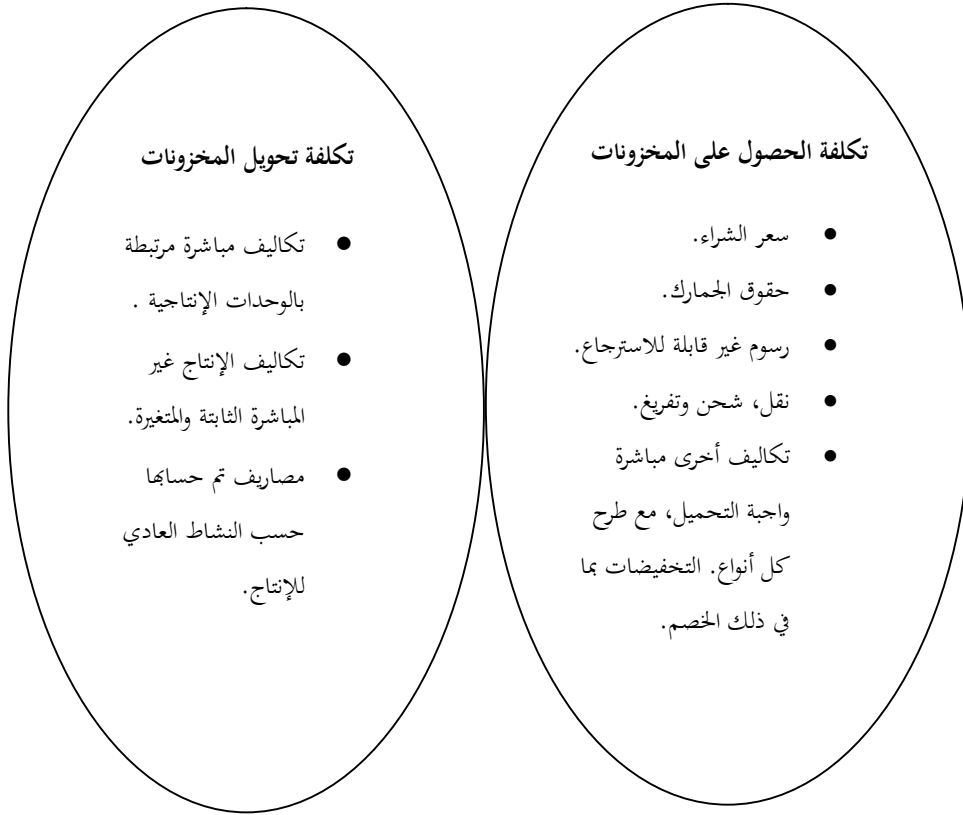 تكلفة الحصول على المخزونات
● سعر الشراء.
● حقوق الجمارك.
● رسوم غير قابلة للاسترجاع.
● نقل، شحن وتفريغ.
● تكاليف أخرى مباشرة
واجبة التحميل، مع طرح
كل أنواع. التخفيضات بما
في ذلك الخصم.
تكلفة تحويل المخزونات
● تكاليف مباشرة مرتبطة
بالوحدات الإنتاجية .
● تكاليف الإنتاج غير
المباشرة الثابتة والمتغيرة.
● مصاريف تم حسابها
حسب النشاط العادي
للإنتاج.